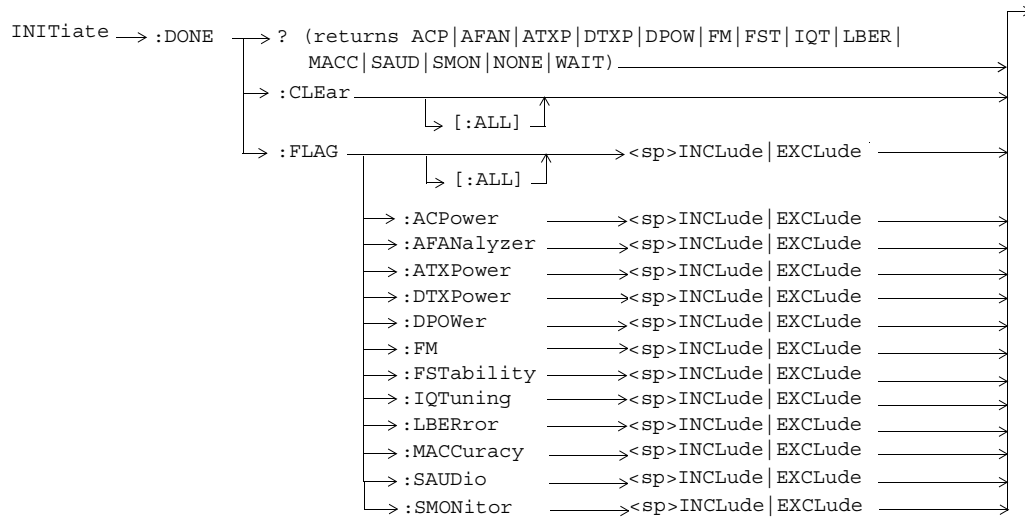 INITiate :DONE ? (returns ACP|AFAN|ATXP|DTXP|DPOW|FM|FST|IQT|LBER|
MACC|SAUD|SMON|NONE|WAIT)
:CLEar
[:ALL]
:FLAG <sp>INCLude|EXCLude
[:ALL]
:ACPower <sp>INCLude|EXCLude
:AFANalyzer <sp>INCLude|EXCLude
:ATXPower <sp>INCLude|EXCLude
:DTXPower <sp>INCLude|EXCLude
:DPOWer <sp>INCLude|EXCLude
:FM <sp>INCLude|EXCLude
:FSTability <sp>INCLude|EXCLude
:IQTuning <sp>INCLude|EXCLude
:LBERror <sp>INCLude|EXCLude
:MACCuracy <sp>INCLude|EXCLude
:SAUDio <sp>INCLude|EXCLude
:SMONitor <sp>INCLude|EXCLude